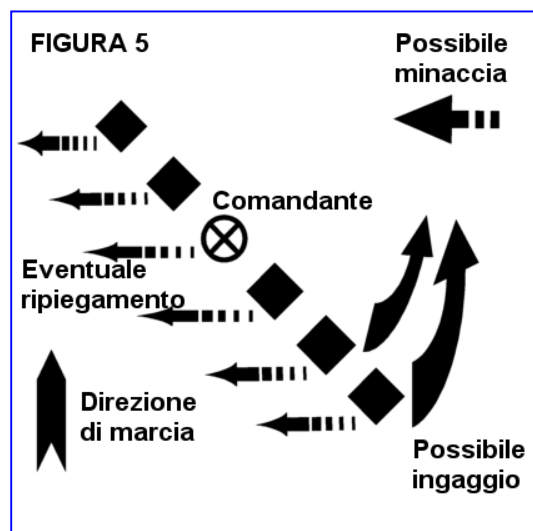 FIGURA 5
Possibile
minaccia
Comandante
Eventuale
ripiegamento
Direzione
di marcia
Possibile
ingaggio